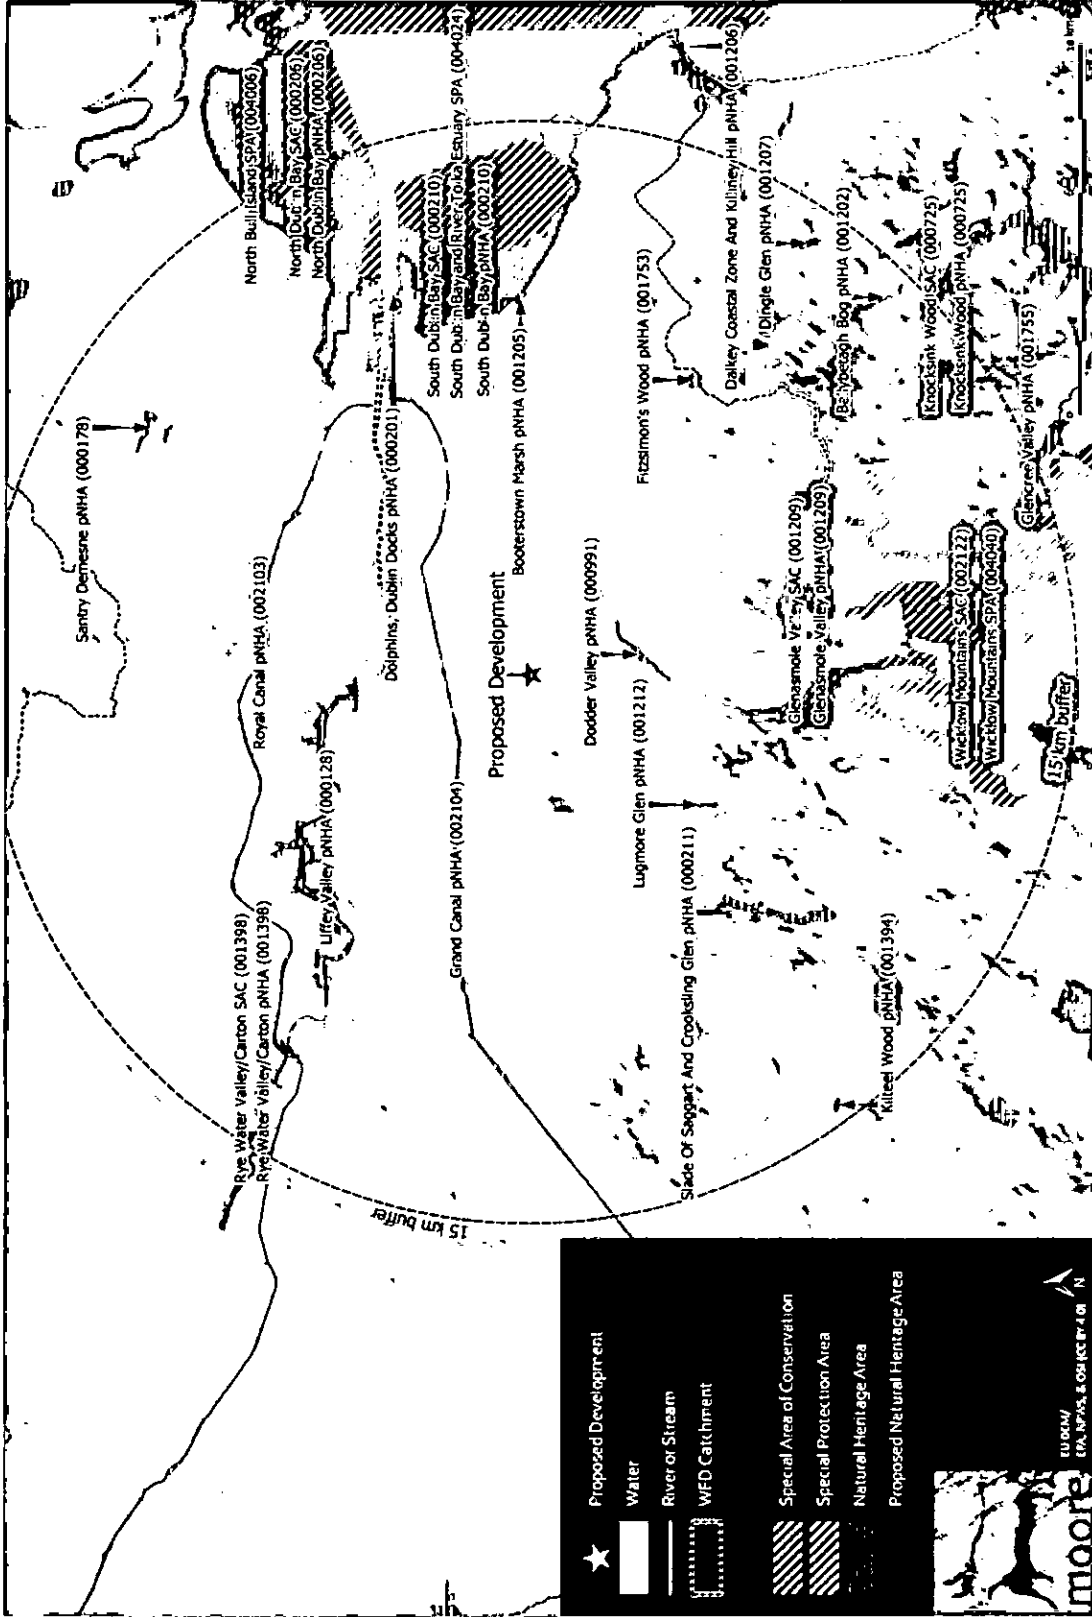 North Bull Island SPA (004006)
North Dublin Bay SAC (000206)
North Dublin Bay pNHA (000206)
Santry Demesne pNHA (000178)
Royal Canal pNHA (002103)
Rye Water Valley/Carton SAC (001398)
Rye Water Valley/Carton pNHA (001398)
Liffey Valley pNHA (000128)
Dolphins, Dublin Docks pNHA (000201)
South Dublin Bay SAC (000210)
South Dublin Bay and River Tolka Estuary SPA (004024)
South Dublin Bay pNHA (000210)
Booterstown Marsh pNHA (001205)
Grand Canal pNHA (002104)
Proposed Development
15 km buffer
Dodder Valley pNHA (000991)
Lugmore Glen pNHA (001212)
Fitzsimon's Wood pNHA (001753)
Slade Of Saggart And Crooksling Glen pNHA (000211)
Dalkey Coastal Zone And Killiney Hill pNHA (001206)
Dingle Glen pNHA (001207)
Glenasmole Valley SAC (001209)
Glenasmole Valley pNHA (001209)
Ballybetagh Bog pNHA (001202)
Kilteel Wood pNHA (001394)
Knocksink Wood SAC (000725)
Knocksink Wood pNHA (000725)
Wicklow Mountains SAC (002122)
Wicklow Mountains SPA (004040)
Glencree Valley pNHA (001755)
15 km buffer
Proposed Development
Water
River or Stream
WFD Catchment
Special Area of Conservation
Special Protection Area
Natural Heritage Area
Proposed Natural Heritage Area
moore
N